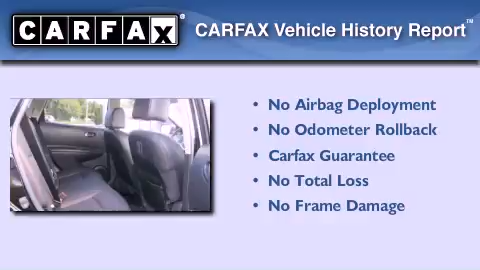 CARFAX® CARFAX Vehicle History Report™
• No Airbag Deployment
• No Odometer Rollback
• Carfax Guarantee
• No Total Loss
• No Frame Damage